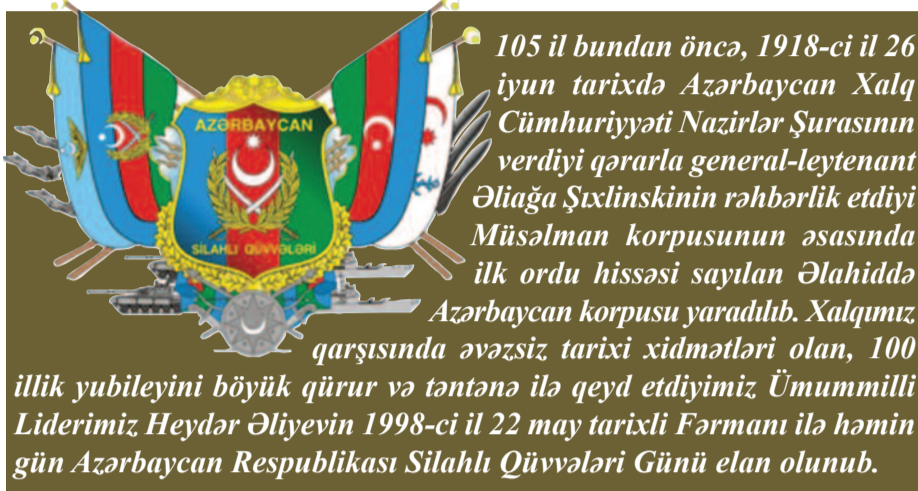 AZƏRBAYCAN
SİLAHLI QÜVVƏLƏRİ
105 il bundan öncə, 1918-ci il 26
iyun tarixdə Azərbaycan Xalq
Cümhuriyyəti Nazirlər Şurasının
verdiyi qərarla general-leytenant
Əliağa Şıxlinskinin rəhbərlik etdiyi
Müsəlman korpusunun əsasında
ilk ordu hissəsi sayılan Əlahiddə
Azərbaycan korpusu yaradılıb. Xalqımız
qarşısında əvəzsiz tarixi xidmətləri olan, 100
illik yubileyini böyük qürur və təntənə ilə qeyd etdiyimiz Ümummilli
Liderimiz Heydər Əliyevin 1998-ci il 22 may tarixli Fərmanı ilə həmin
gün Azərbaycan Respublikası Silahlı Qüvvələri Günü elan olunub.